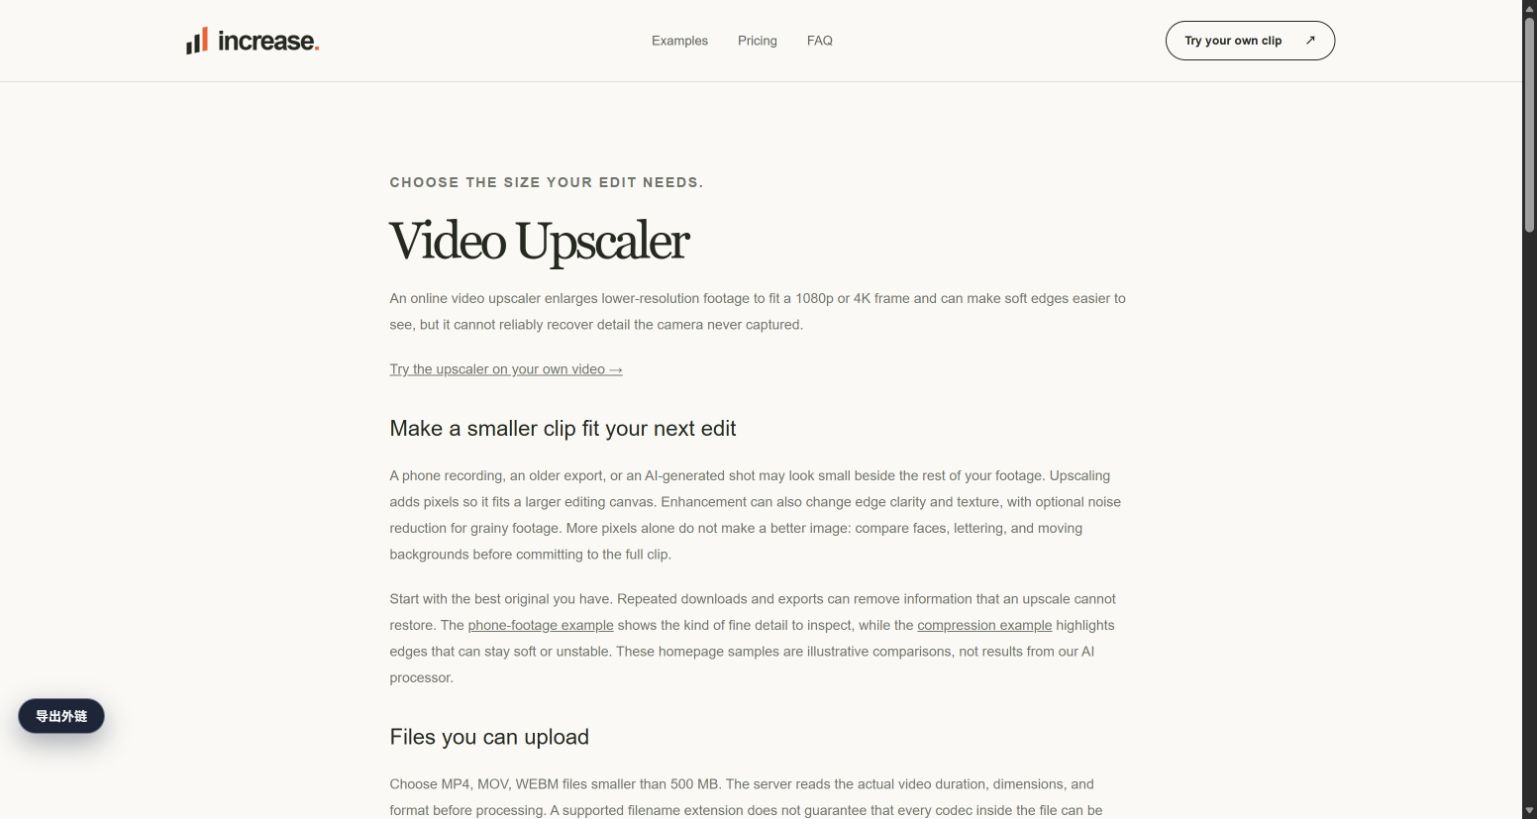 increase.
Examples
Pricing
FAQ
Try your own clip ↗
CHOOSE THE SIZE YOUR EDIT NEEDS.
Video Upscaler
An online video upscaler enlarges lower-resolution footage to fit a 1080p or 4K frame and can make soft edges easier to
see, but it cannot reliably recover detail the camera never captured.
Try the upscaler on your own video →
Make a smaller clip fit your next edit
A phone recording, an older export, or an AI-generated shot may look small beside the rest of your footage. Upscaling
adds pixels so it fits a larger editing canvas. Enhancement can also change edge clarity and texture, with optional noise
reduction for grainy footage. More pixels alone do not make a better image: compare faces, lettering, and moving
backgrounds before committing to the full clip.
Start with the best original you have. Repeated downloads and exports can remove information that an upscale cannot
restore. The phone-footage example shows the kind of fine detail to inspect, while the compression example highlights
edges that can stay soft or unstable. These homepage samples are illustrative comparisons, not results from our AI
processor.
导出外链
Files you can upload
Choose MP4, MOV, WEBM files smaller than 500 MB. The server reads the actual video duration, dimensions, and
format before processing. A supported filename extension does not guarantee that every codec inside the file can be